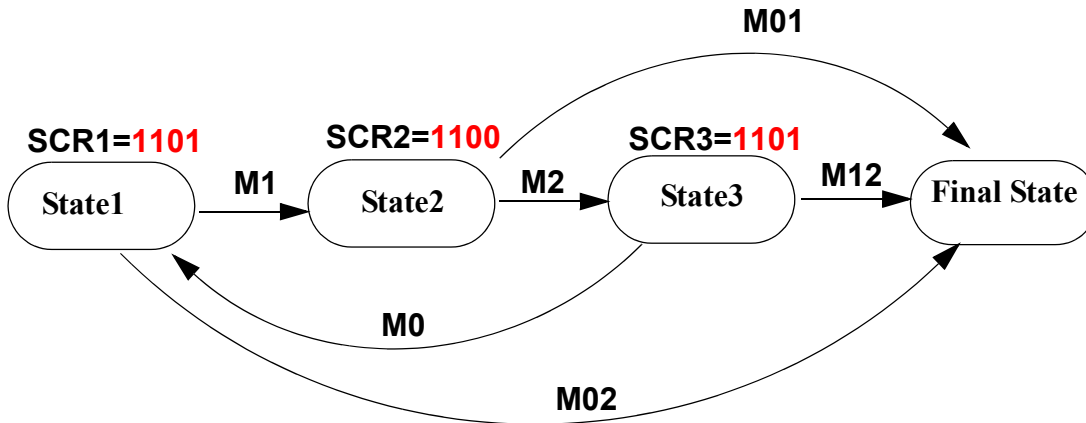 M01
SCR1=1101
SCR2=1100
SCR3=1101
State1
M1
State2
M2
State3
M12
Final State
M0
M02